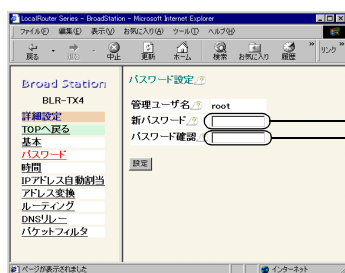 LocalRouter Series - BroadStation - Microsoft Internet Explorer
ファイル(F) 編集(E) 表示(V) お気に入り(A) ツール(T) ヘルプ(H)
戻る 進む 中止 更新 ホーム 検索 お気に入り 履歴 リンク
Broad Station
BLR-TX4
詳細設定
TOPへ戻る
基本
パスワード
時間
IPアドレス自動割当
アドレス変換
ルーティング
DNSリレー
パケットフィルタ
パスワード設定
管理ユーザ名 root
新パスワード
パスワード確認
設定
ページが表示されました
インターネット